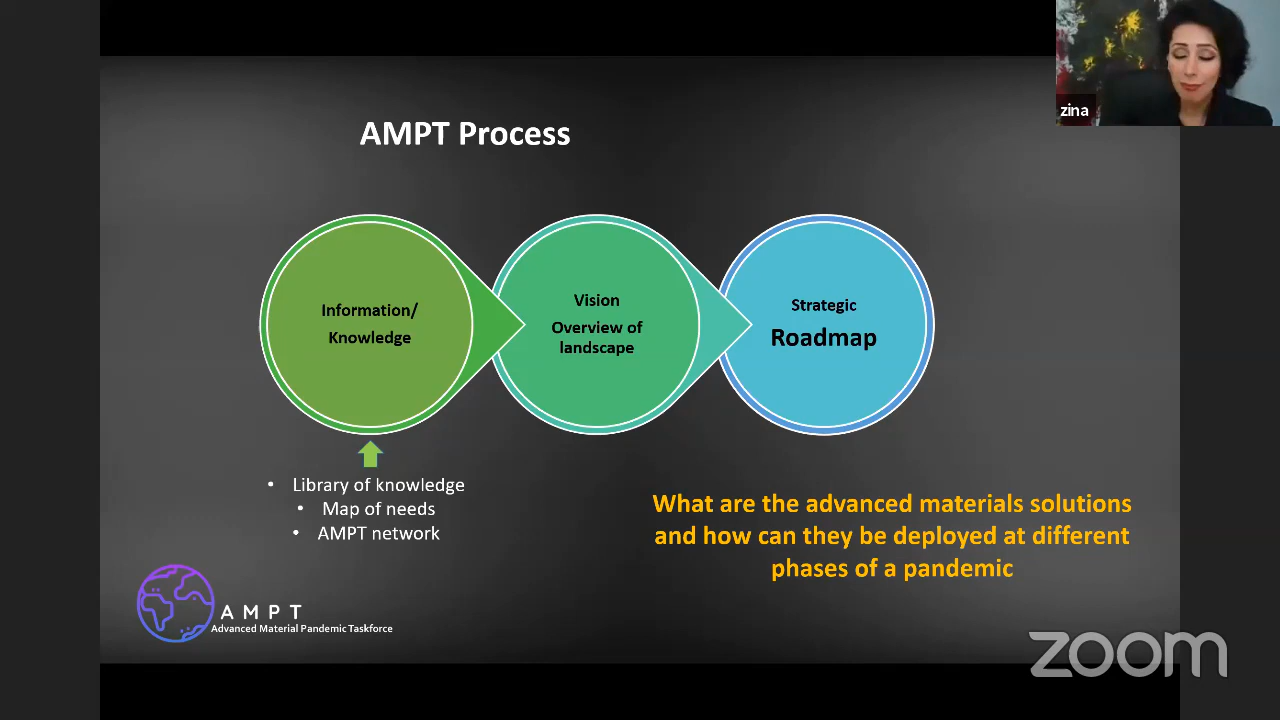 zina
AMPT Process
Information/
Knowledge
Vision
Overview of
landscape
Strategic
Roadmap
• Library of knowledge
• Map of needs
• AMPT network
What are the advanced materials solutions
and how can they be deployed at different
phases of a pandemic
AMPT
Advanced Material Pandemic Taskforce
zoom